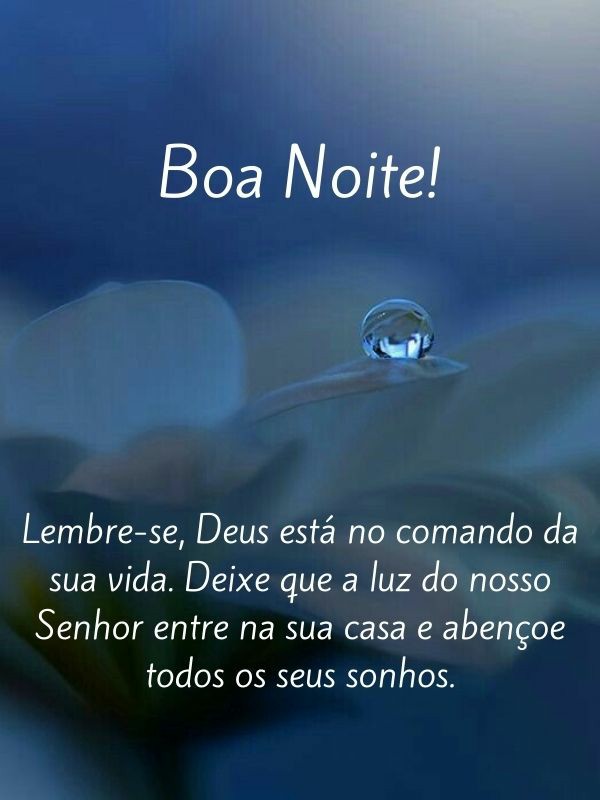 Boa Noite!
Lembre-se, Deus está no comando da
sua vida. Deixe que a luz do nosso
Senhor entre na sua casa e abençoe
todos os seus sonhos.